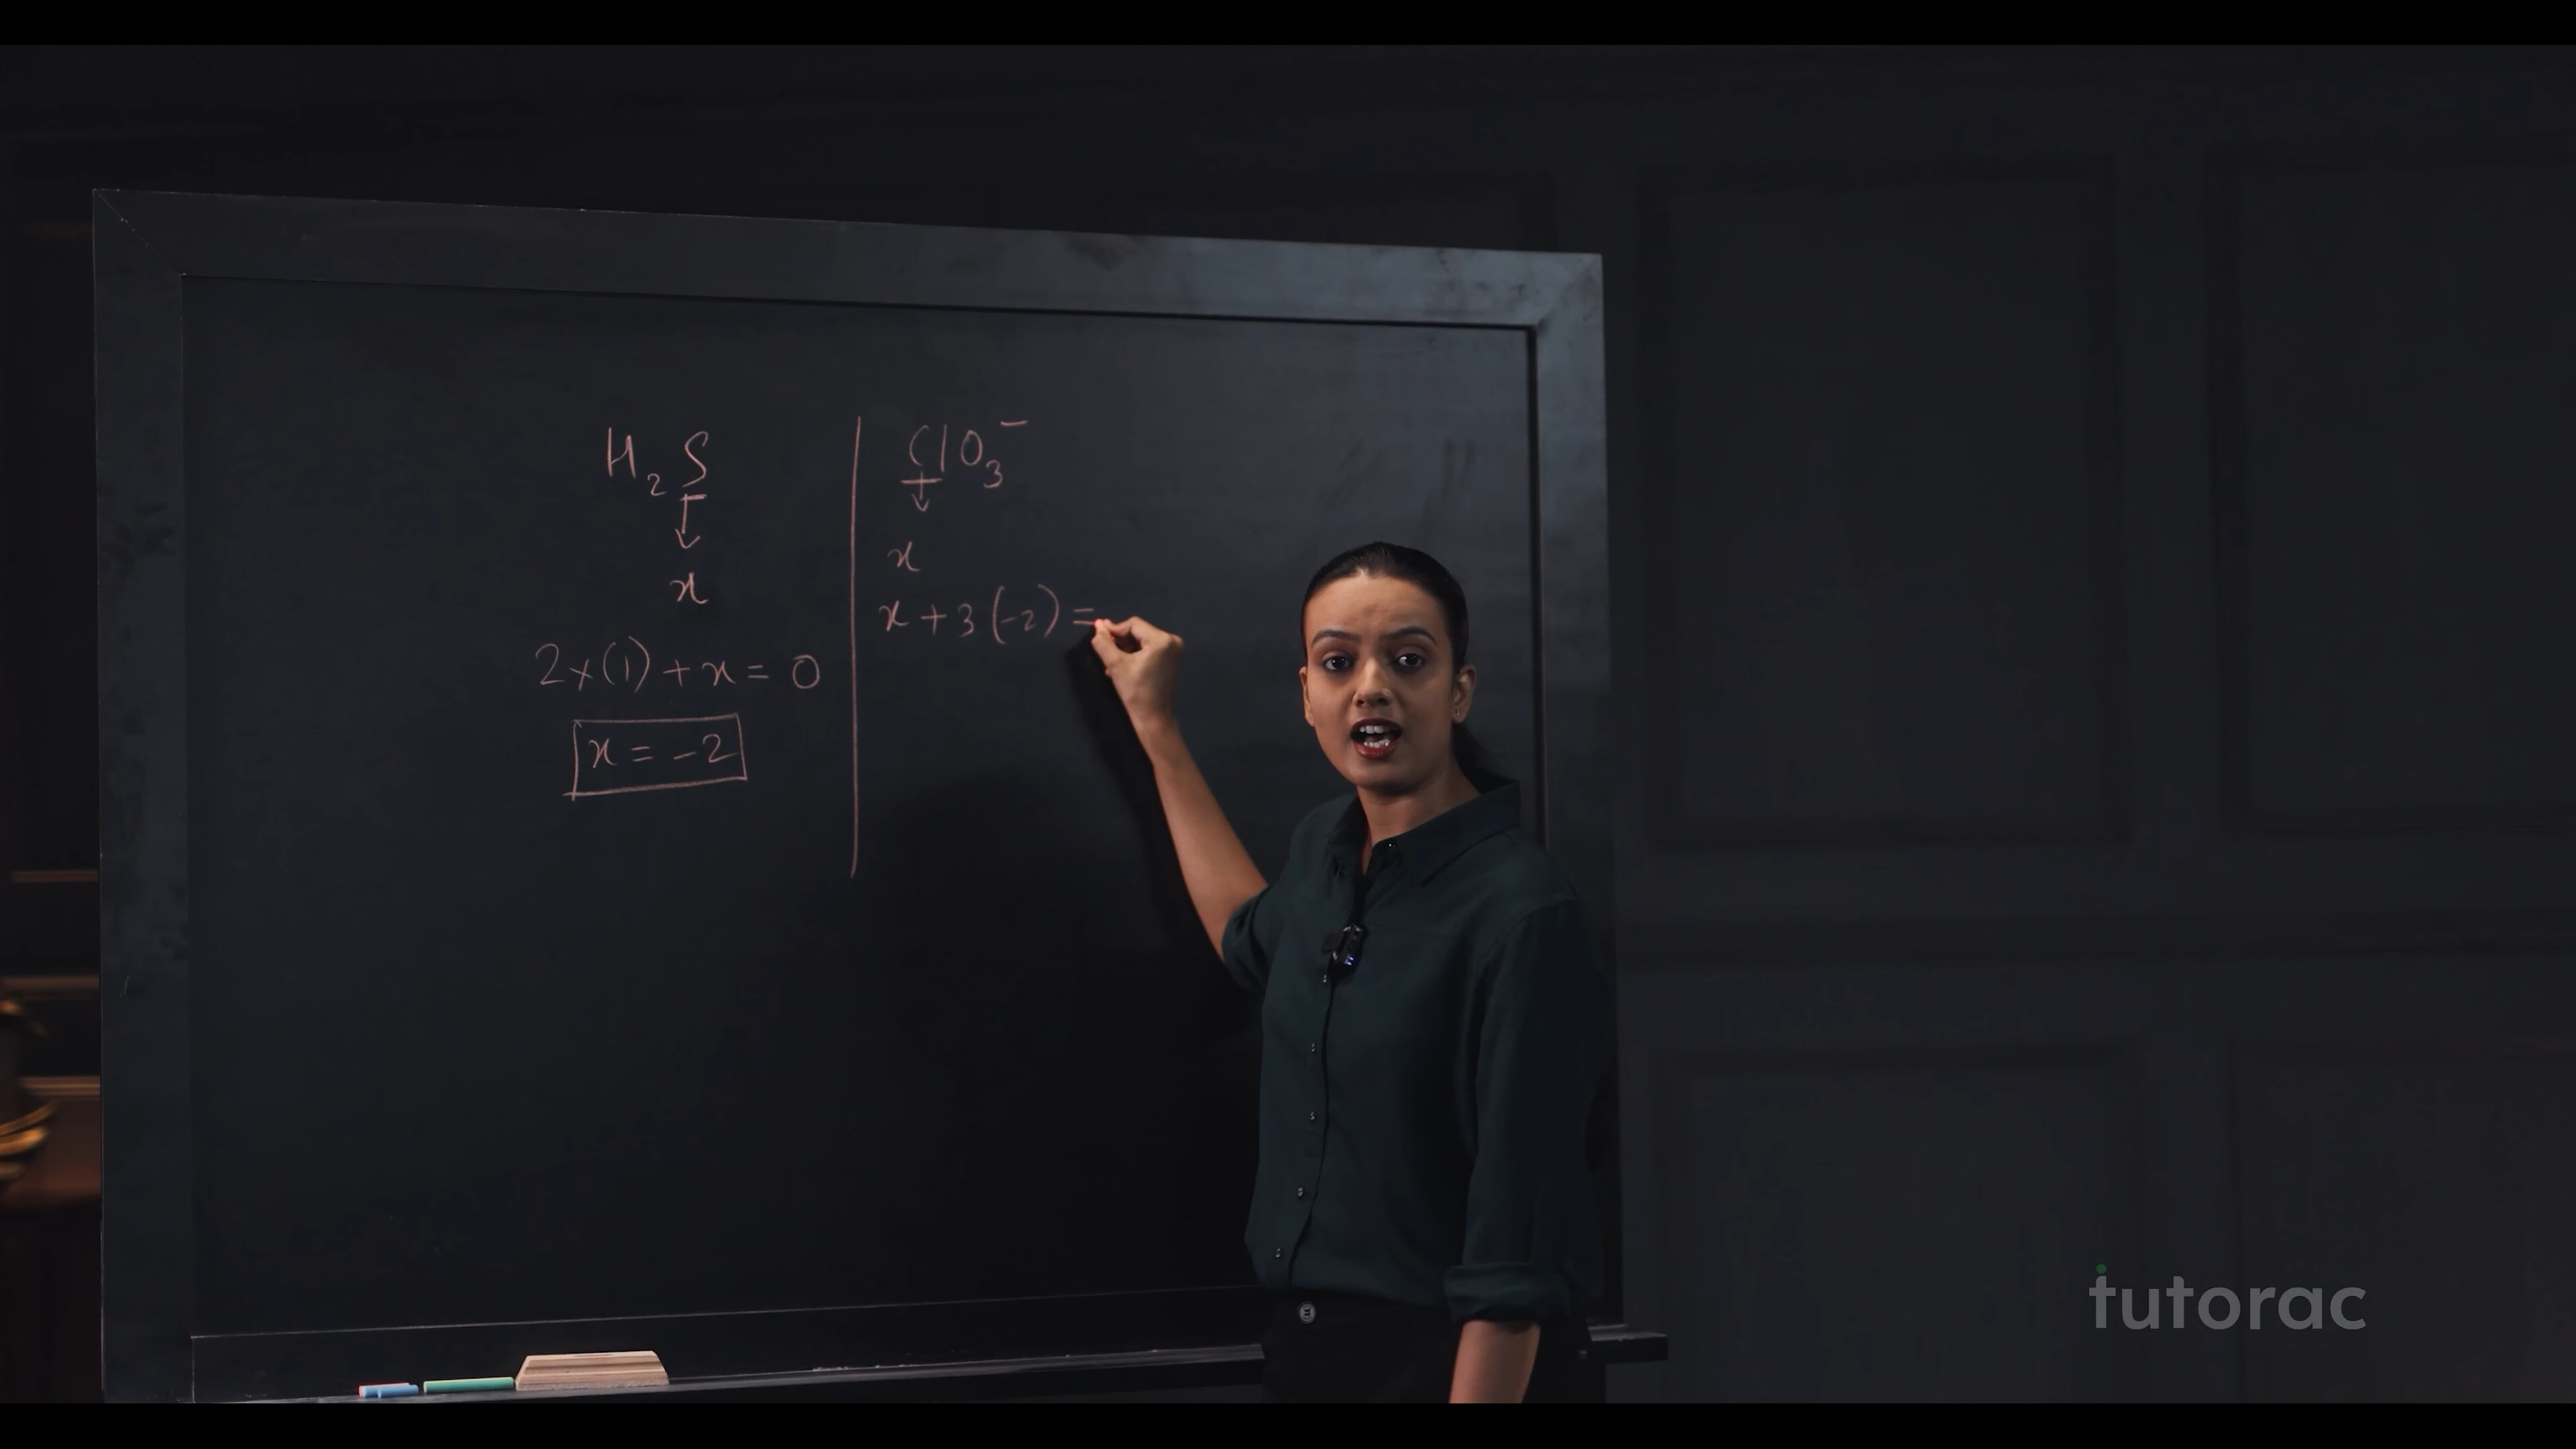 H₂S
↓
x
2×(1) + x = 0
x = -2
ClO₃⁻
↓
x
x + 3(-2) =
tutorac